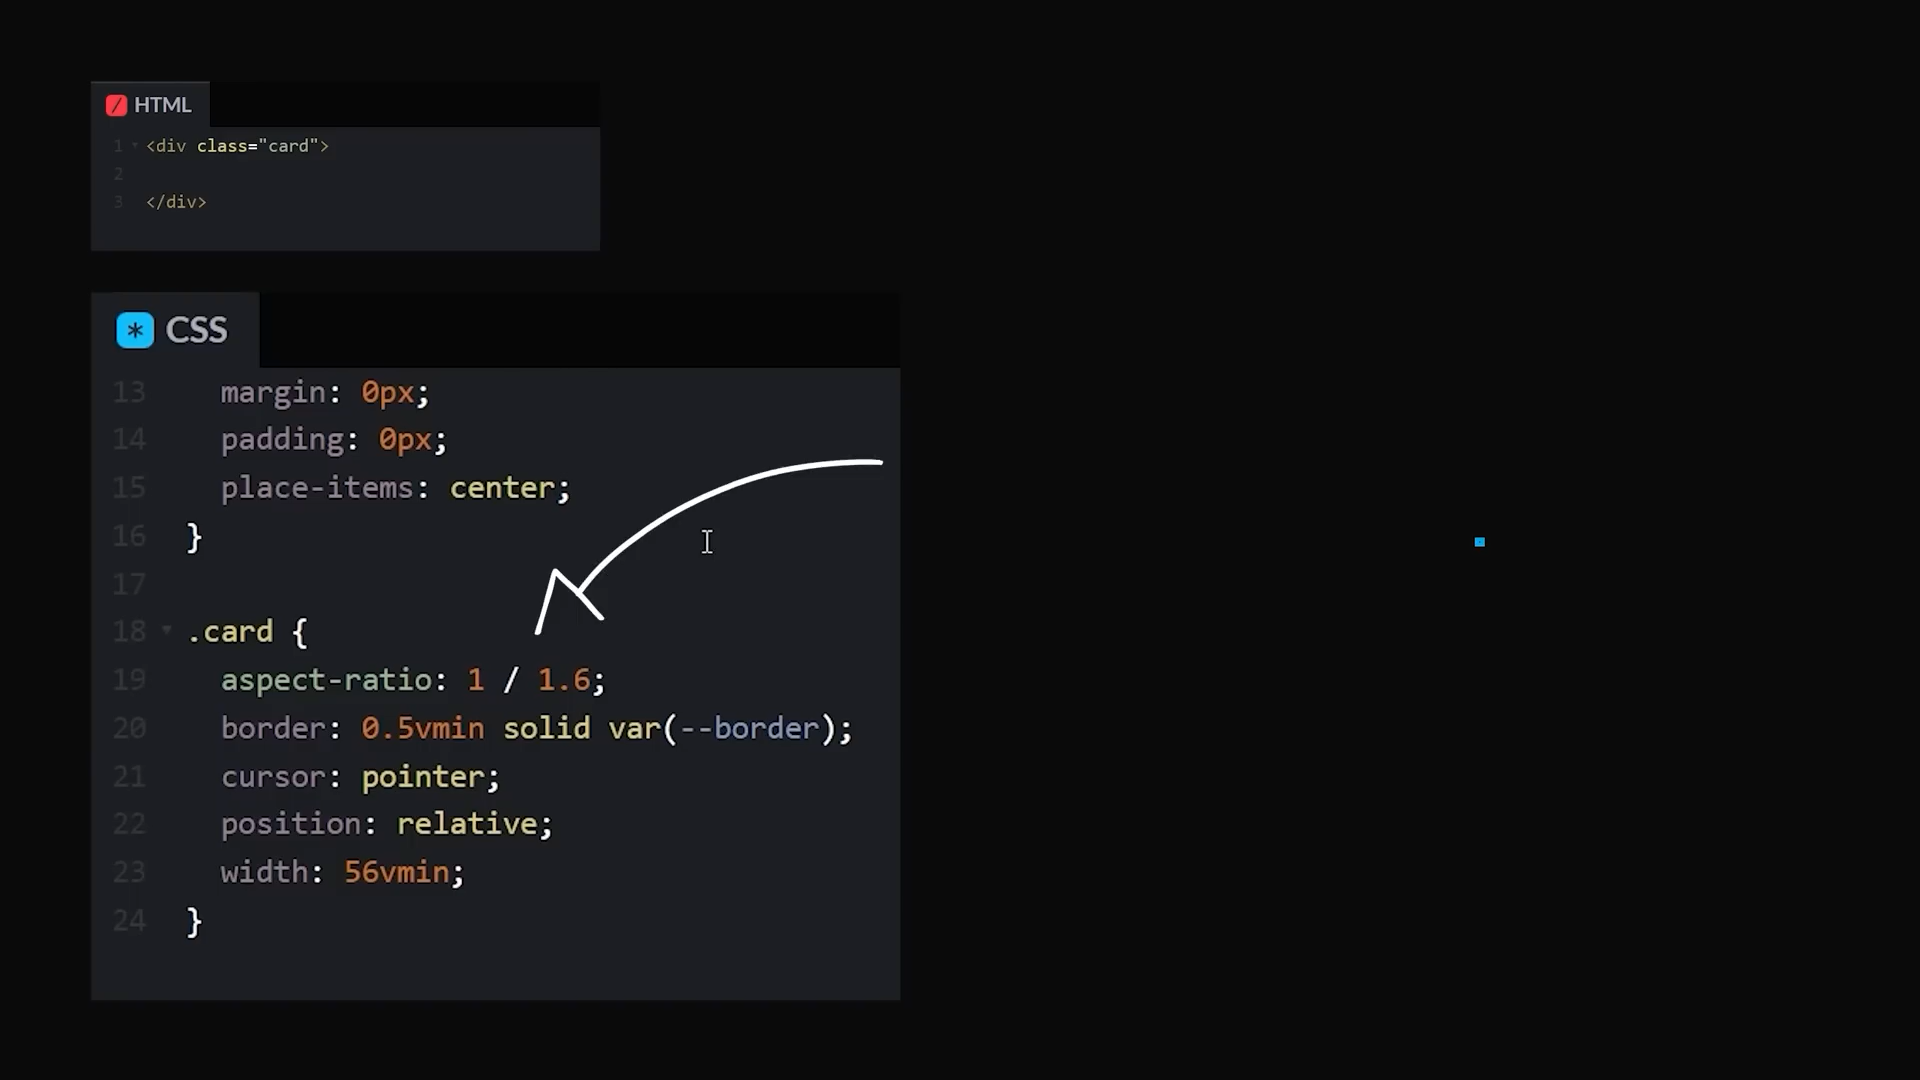 HTML
1 <div class="card">
2
3 </div>
* CSS
13 margin: 0px;
14 padding: 0px;
15 place-items: center;
16 }
17
18 .card {
19 aspect-ratio: 1 / 1.6;
20 border: 0.5vmin solid var(--border);
21 cursor: pointer;
22 position: relative;
23 width: 56vmin;
24 }